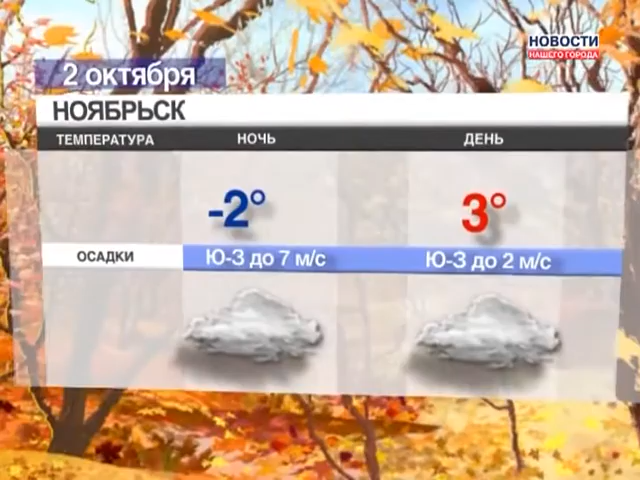 НОВОСТИ
НАШЕГО ГОРОДА
2 октября
НОЯБРЬСК
ТЕМПЕРАТУРА НОЧЬ ДЕНЬ
-2° 3°
ОСАДКИ Ю-З до 7 м/с Ю-З до 2 м/с